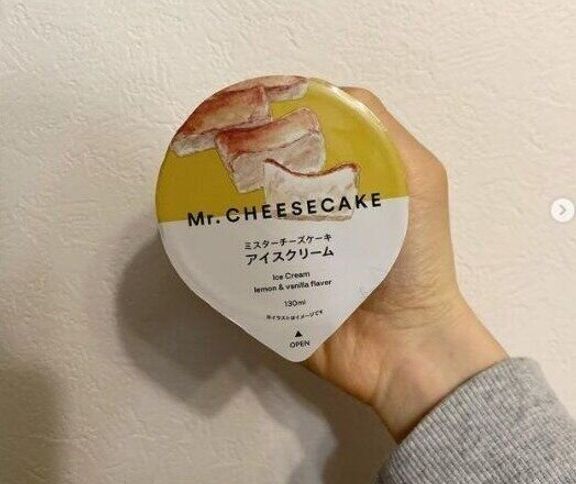 Mr. CHEESECAKE
ミスターチーズケーキ
アイスクリーム
Ice Cream
lemon & vanilla flavor
130ml
※イラストはイメージです
▲
OPEN